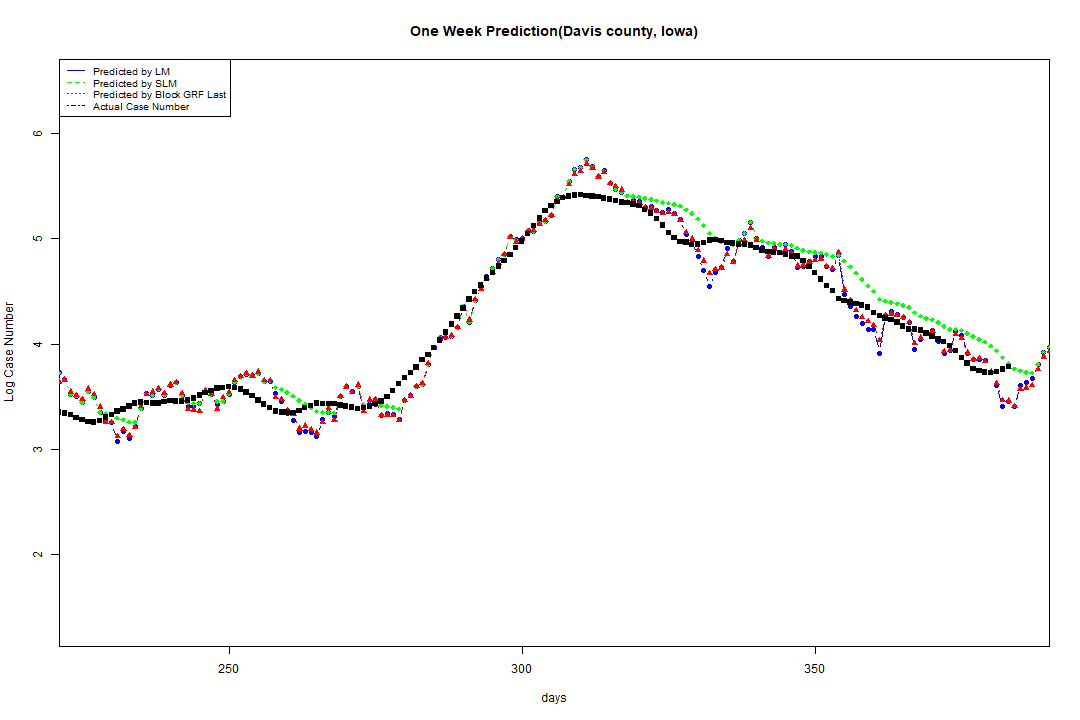 One Week Prediction(Davis county, Iowa)
Predicted by LM
Predicted by SLM
Predicted by Block GRF Last
Actual Case Number
6
5
4
3
2
Log Case Number
250
300
350
days